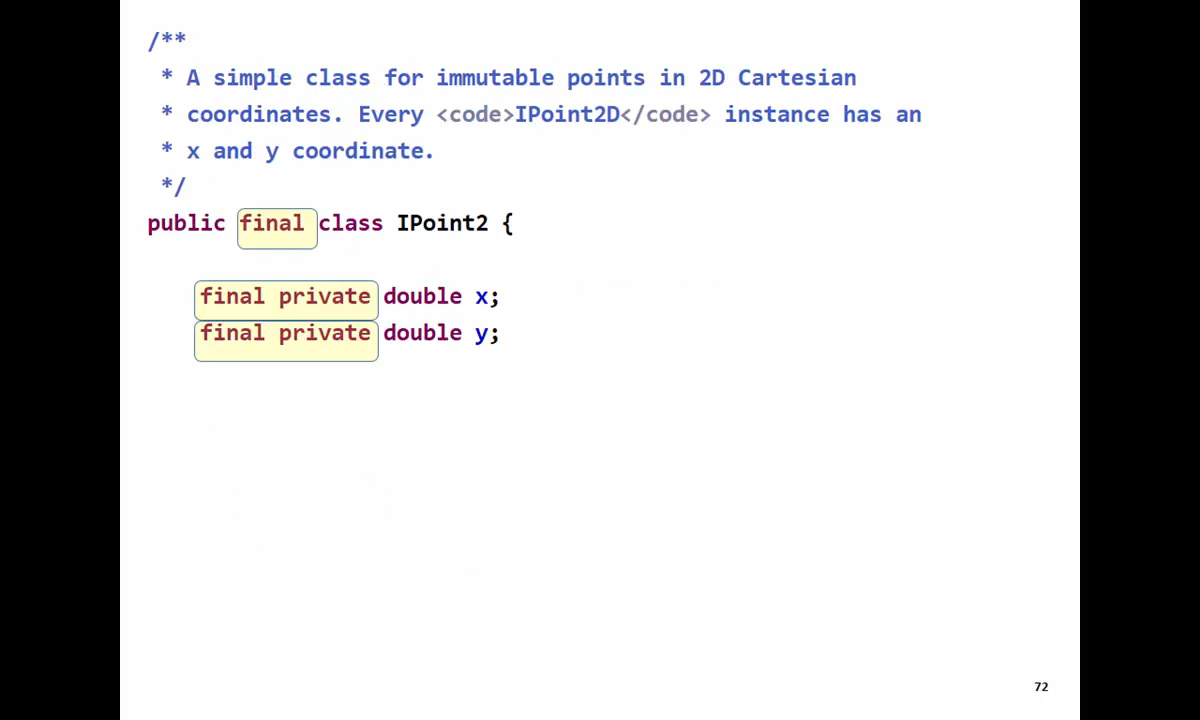 /**
* A simple class for immutable points in 2D Cartesian
* coordinates. Every <code>IPoint2D</code> instance has an
* x and y coordinate.
*/
public final class IPoint2 {
final private double x;
final private double y;
72